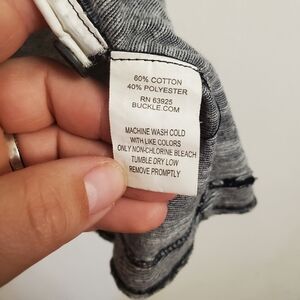 60% COTTON
40% POLYESTER
RN 63925
BUCKLE.COM
MACHINE WASH COLD
WITH LIKE COLORS
ONLY NON-CHLORINE BLEACH
TUMBLE DRY LOW
REMOVE PROMPTLY